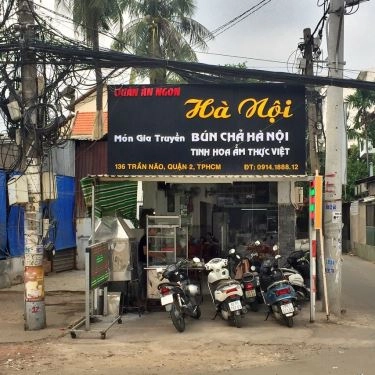 QUÁN ĂN NGON
Hà Nội
Món Gia Truyền BÚN CHẢ HÀ NỘI
TINH HOA ẨM THỰC VIỆT
136 TRẦN NÃO, QUẬN 2, TPHCM ĐT: 0914.1888.12